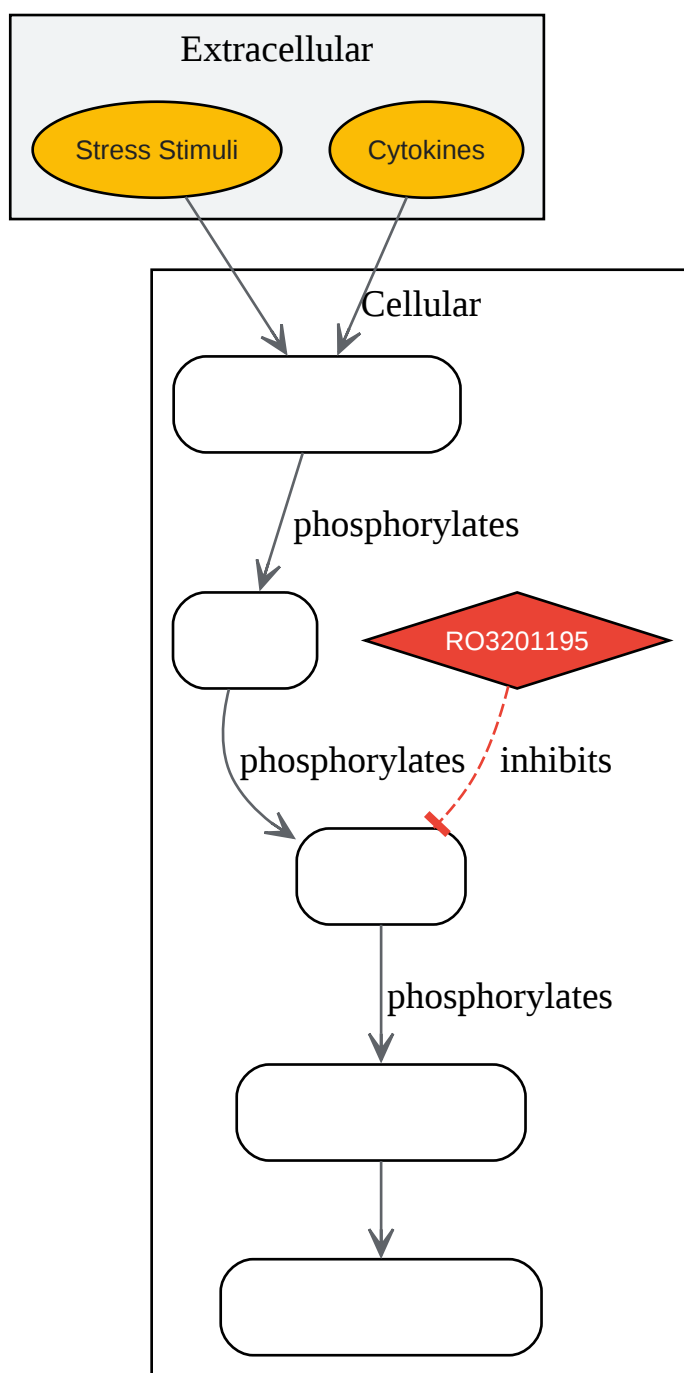 Extracellular
Stress Stimuli
Cytokines
Cellular
phosphorylates
RO3201195
phosphorylates
inhibits
phosphorylates